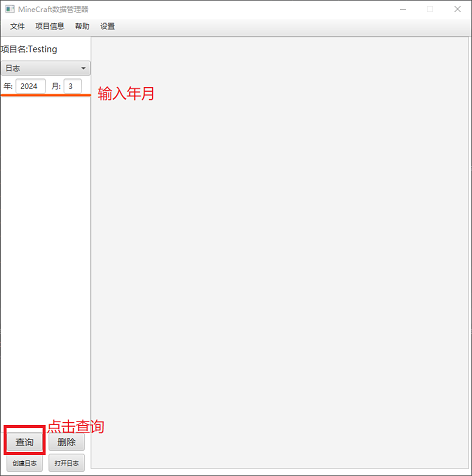 MineCraft数据管理器
文件 项目信息 帮助 设置
项目名:Testing
日志
年: 2024 月: 3
输入年月
点击查询
查询 删除
创建日志 打开日志